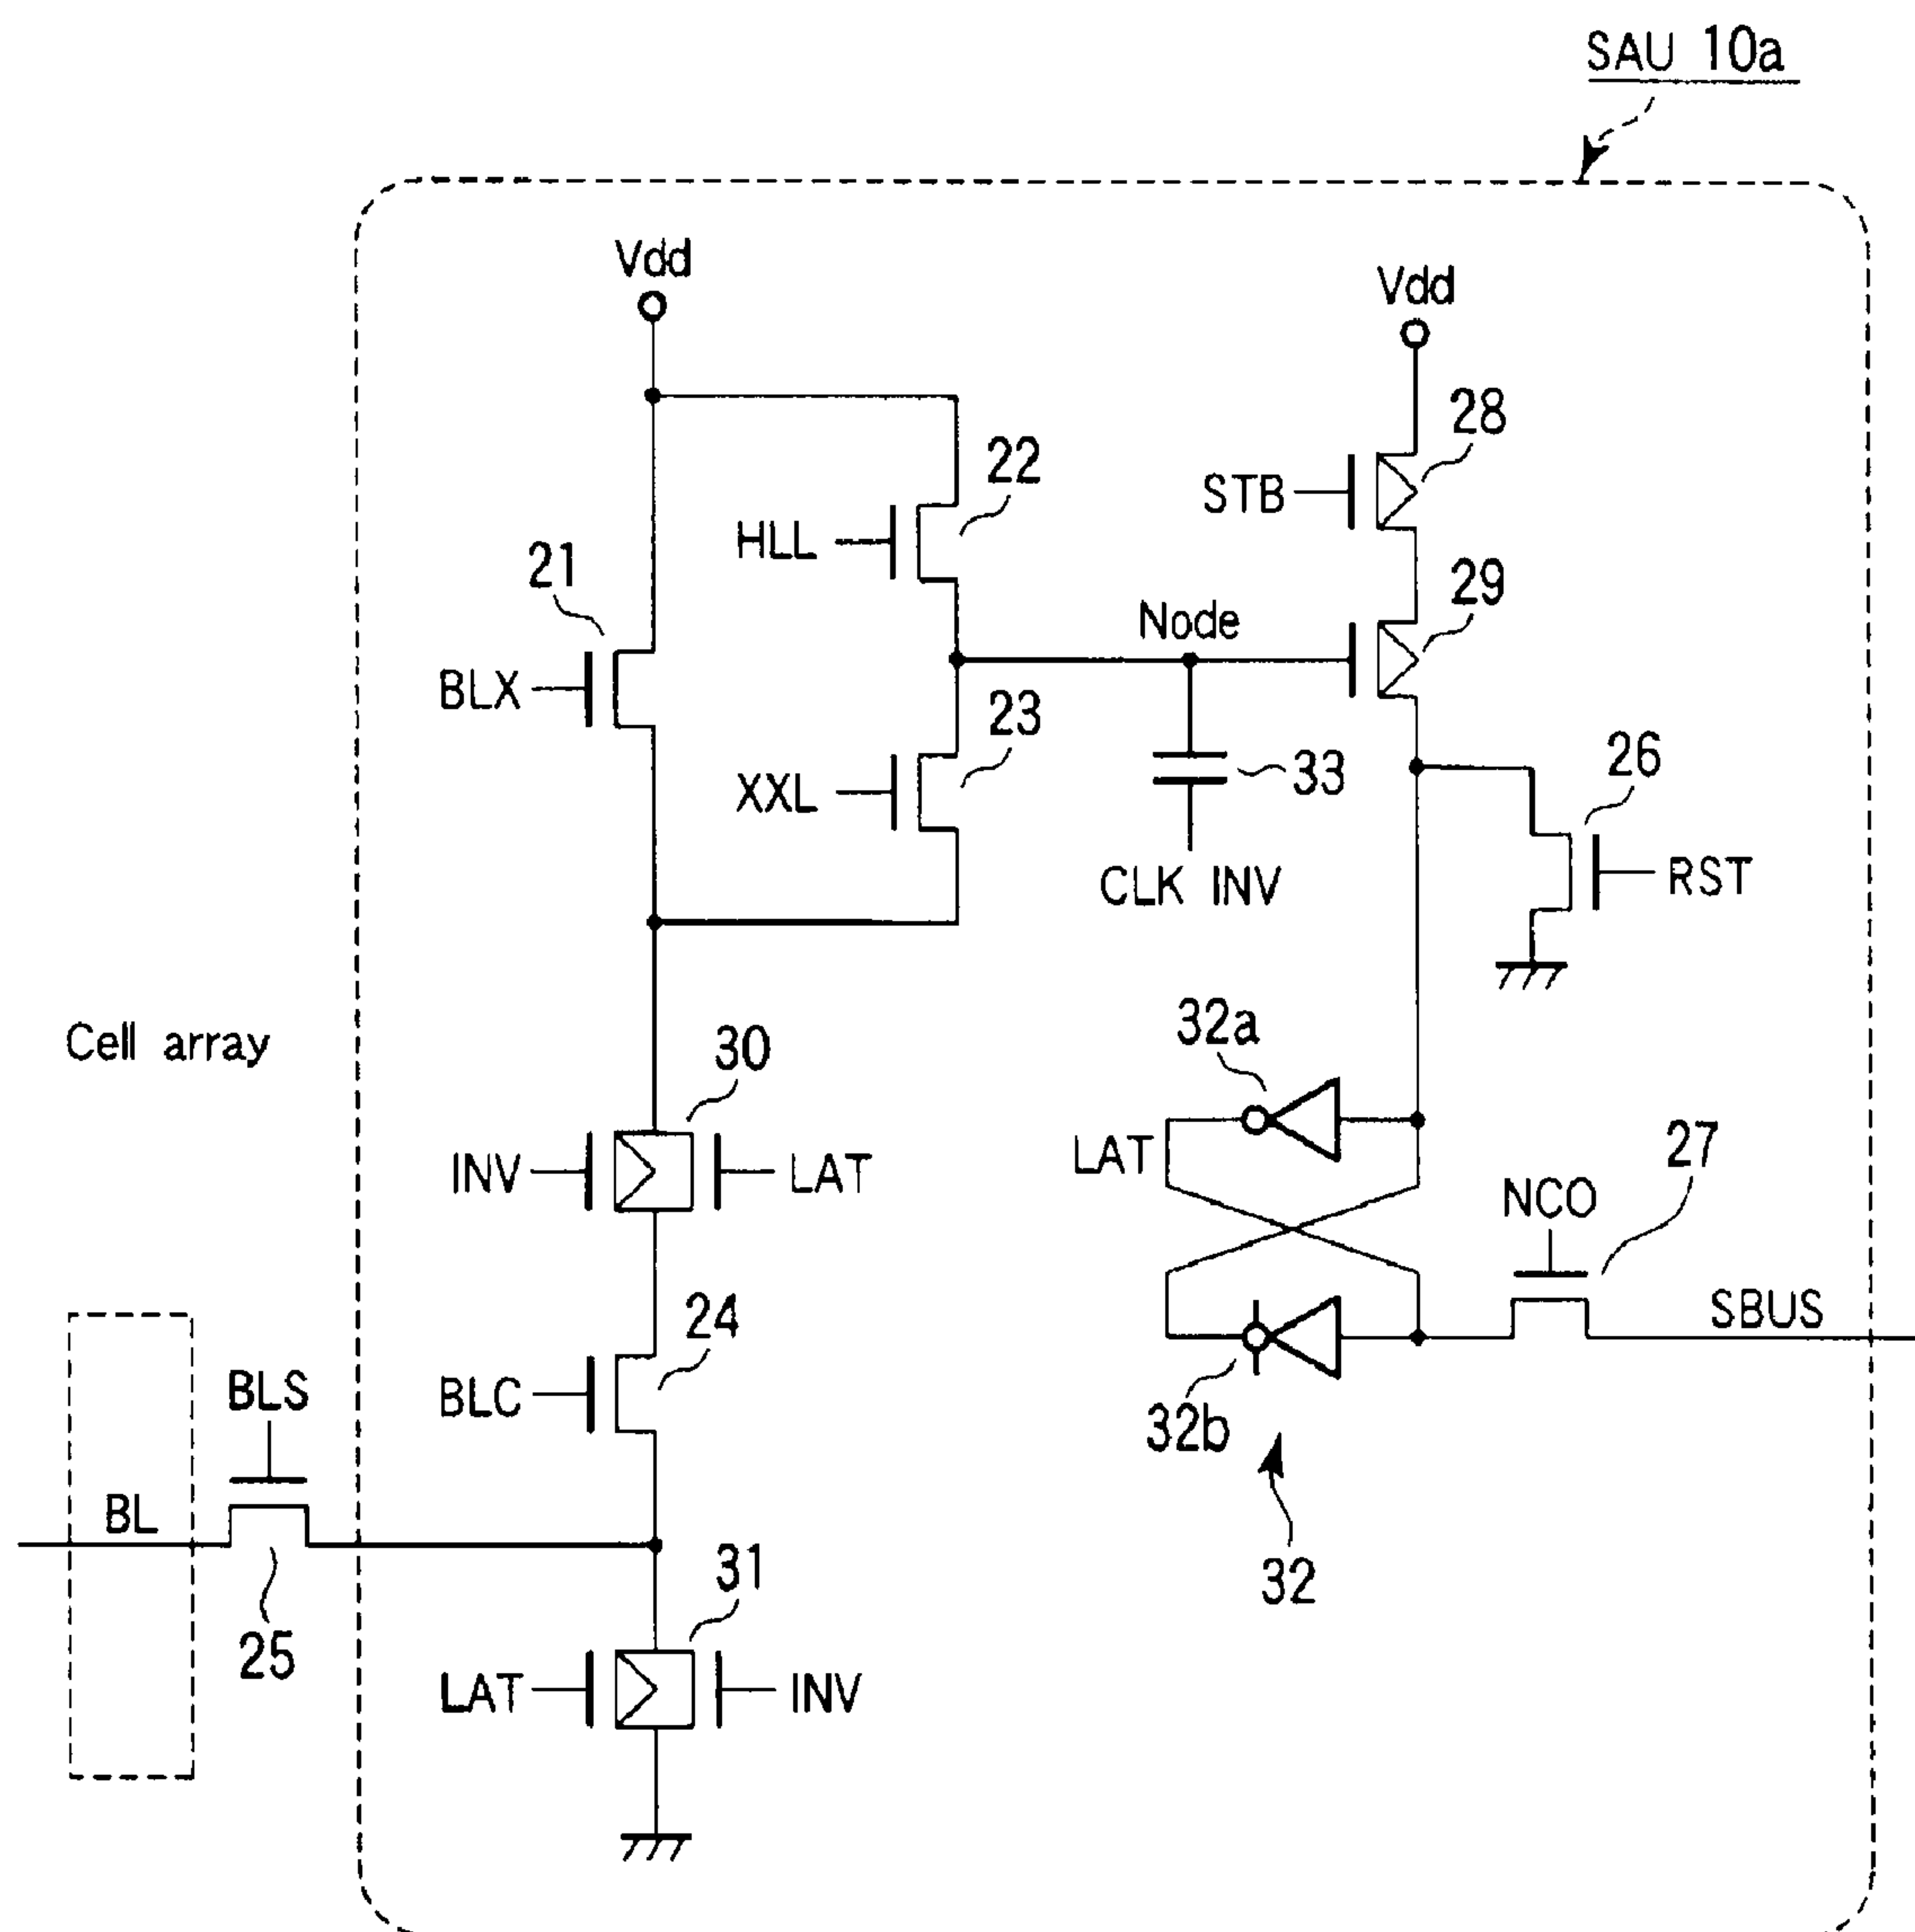 SAU 10a
Vdd
Vdd
28
22
STB
HLL
21
29
Node
BLX
23
26
XXL
33
RST
CLK INV
32a
Cell array
30
27
LAT
INV
LAT
NCO
24
SBUS
BLS
BLC
32b
BL
31
32
25
LAT
INV